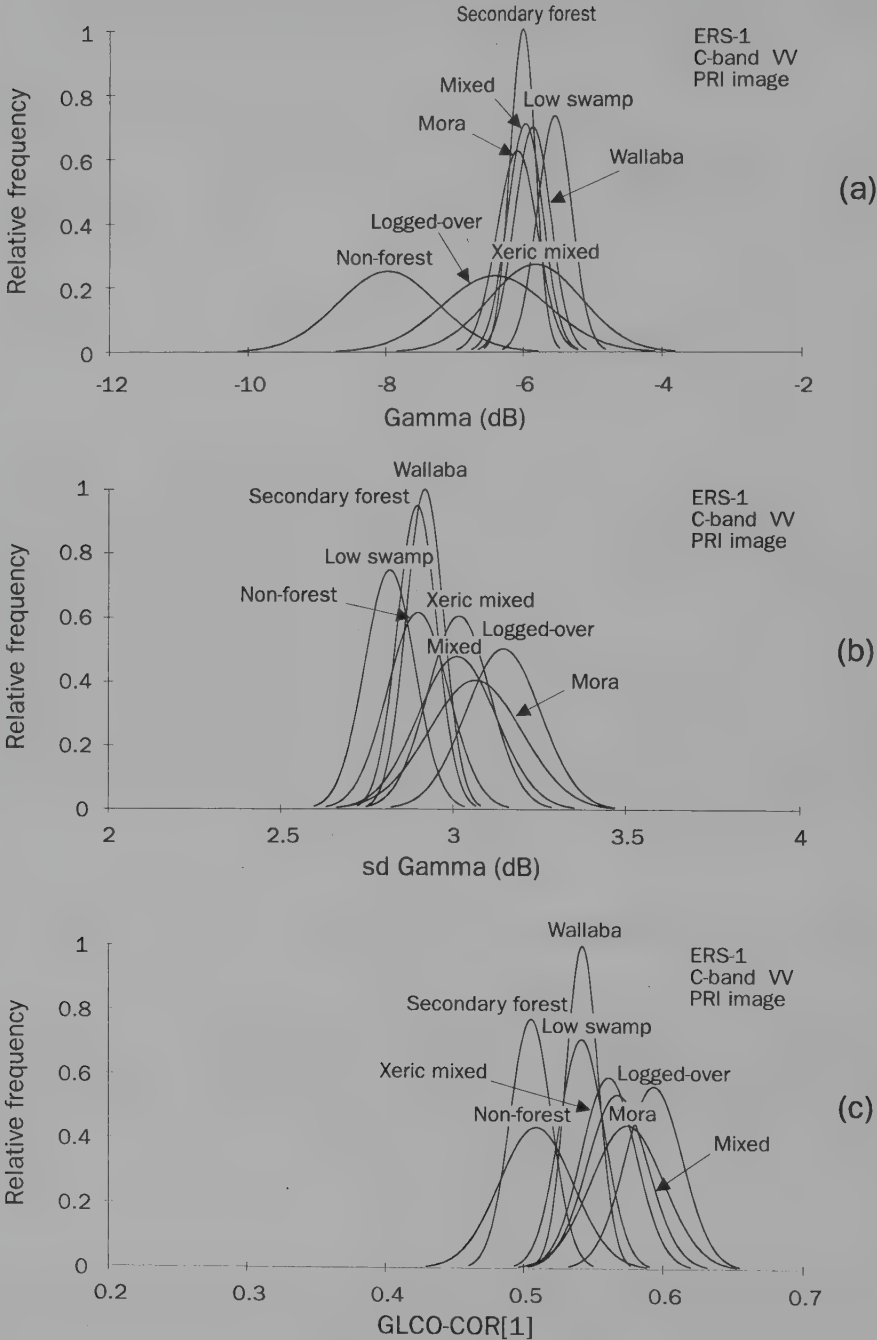 Secondary forest
ERS-1
C-band VV
PRI image
1
0.8
0.6
0.4
0.2
0
Relative frequency
Mixed
Low swamp
Mora
Wallaba
Logged-over
Xeric mixed
Non-forest
(a)
-12 -10 -8 -6 -4 -2
Gamma (dB)
Wallaba
Secondary forest
ERS-1
C-band VV
PRI image
1
0.8
0.6
0.4
0.2
0
Relative frequency
Low swamp
Non-forest
Xeric mixed
Logged-over
Mixed
Mora
(b)
2 2.5 3 3.5 4
sd Gamma (dB)
Wallaba
ERS-1
C-band VV
PRI image
1
0.8
0.6
0.4
0.2
0
Relative frequency
Secondary forest
Low swamp
Xeric mixed
Logged-over
Non-forest
Mora
Mixed
(c)
0.2 0.3 0.4 0.5 0.6 0.7
GLCO-COR[1]